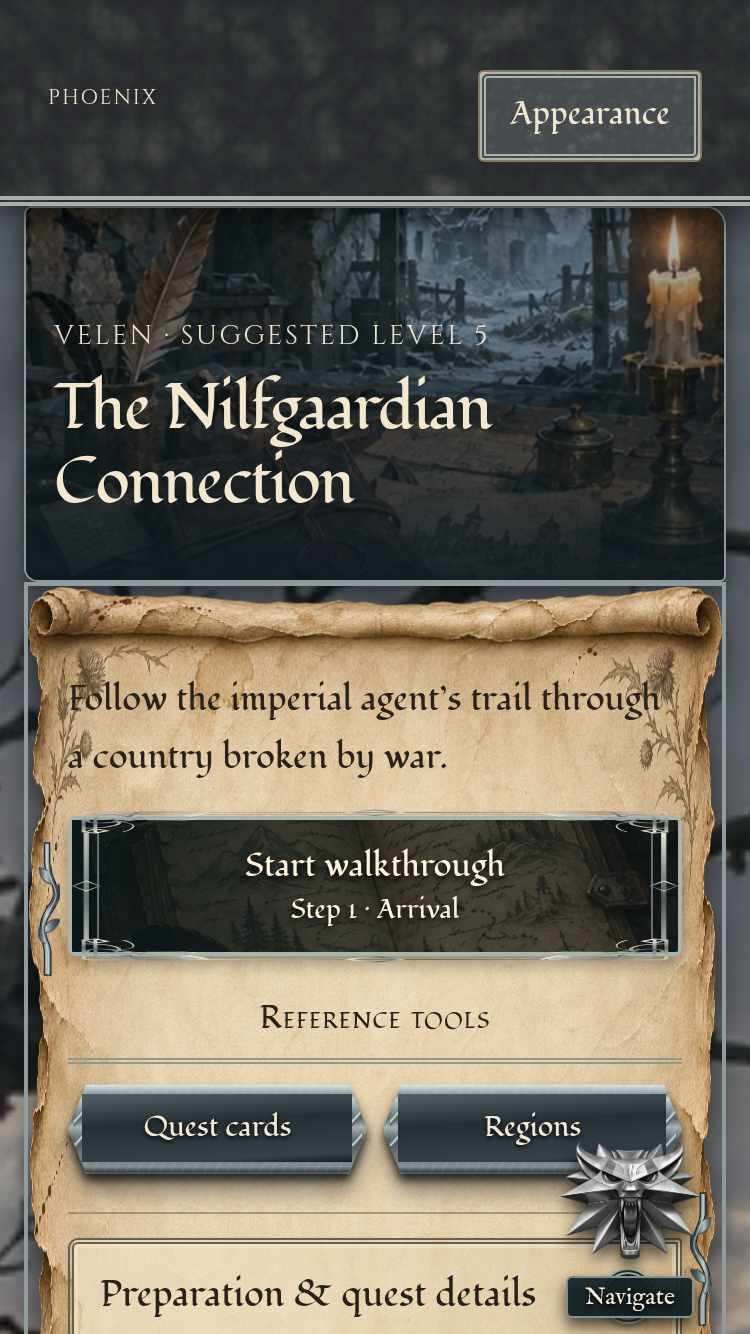 PHOENIX
Appearance
VELEN · SUGGESTED LEVEL 5
The Nilfgaardian
Connection
Follow the imperial agent’s trail through
a country broken by war.
Start walkthrough
Step 1 · Arrival
Reference tools
Quest cards
Regions
Preparation & quest details
Navigate